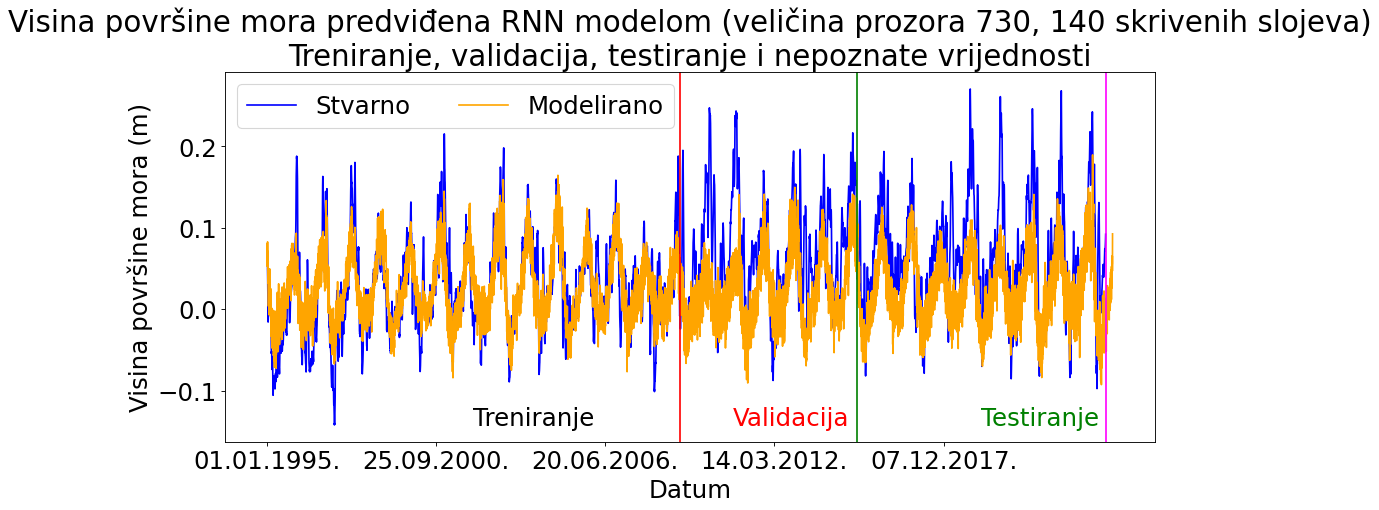 Visina površine mora predviđena RNN modelom (veličina prozora 730, 140 skrivenih slojeva)
Treniranje, validacija, testiranje i nepoznate vrijednosti
Stvarno
Modelirano
Visina površine mora (m)
0.2
0.1
0.0
−0.1
Treniranje
Validacija
Testiranje
01.01.1995.
25.09.2000.
20.06.2006.
14.03.2012.
07.12.2017.
Datum